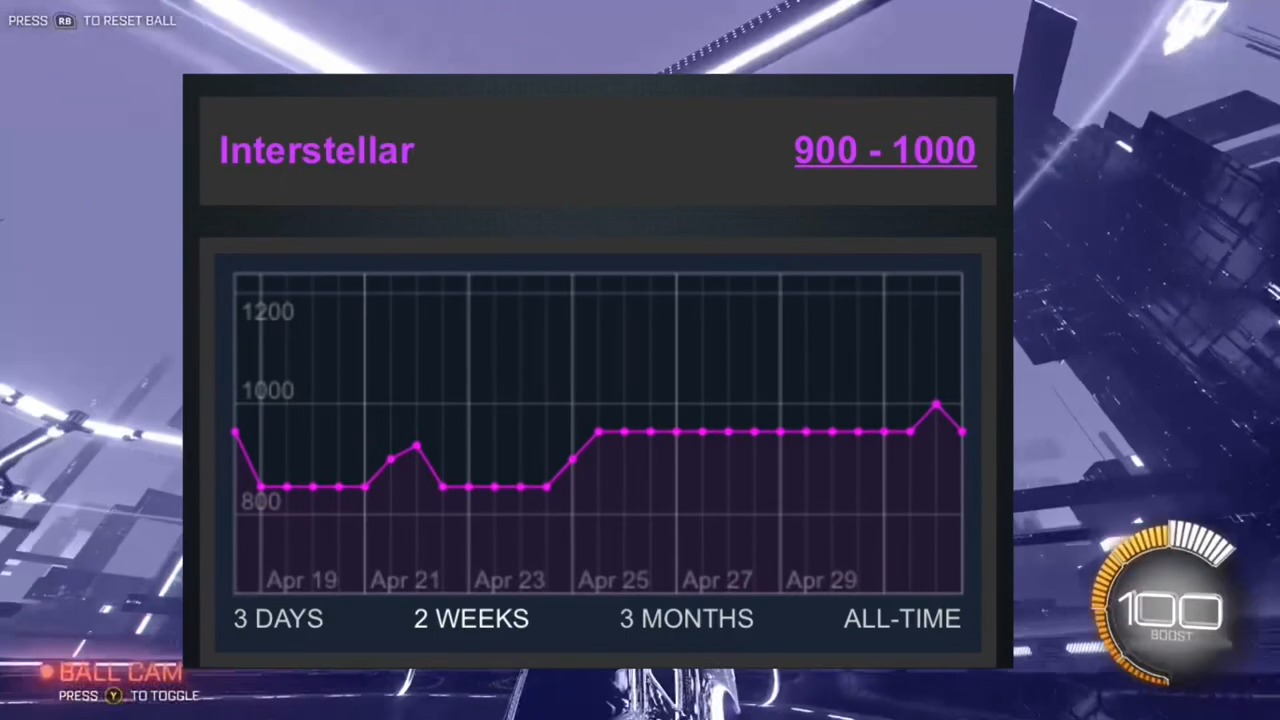 PRESS RB TO RESET BALL
Interstellar
900 - 1000
1200
1000
800
Apr 19 Apr 21 Apr 23 Apr 25 Apr 27 Apr 29
3 DAYS 2 WEEKS 3 MONTHS ALL-TIME
100
BOOST
BALL CAM
PRESS Y TO TOGGLE